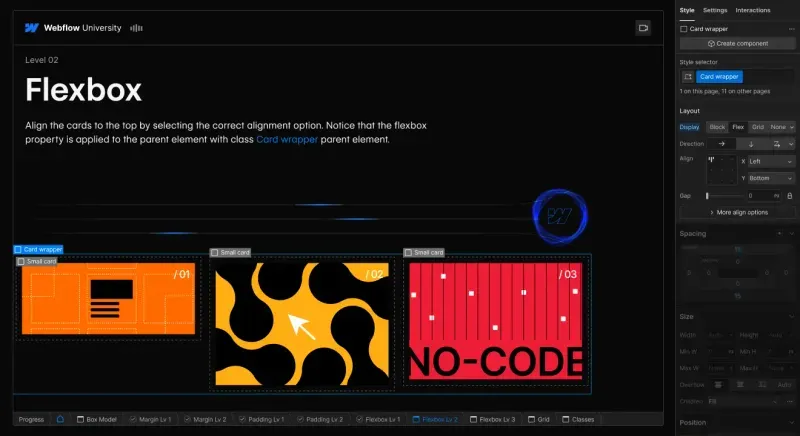 Webflow University
Level 02
Flexbox
Align the cards to the top by selecting the correct alignment option. Notice that the flexbox
property is applied to the parent element with class Card wrapper parent element.
Card wrapper
Small card
/ 01
Small card
/ 02
Small card
/ 03
NO-CODE
Progress
Box Model
Margin Lv 1
Margin Lv 2
Padding Lv 1
Padding Lv 2
Flexbox Lv 1
Flexbox Lv 2
Flexbox Lv 3
Grid
Classes
Style Settings Interactions
Card wrapper
Create component
Style selector
Card wrapper
1 on this page, 11 on other pages
Layout
Display Block Flex Grid None
Direction
Align X Left
Y Bottom
Gap 0
More align options
Spacing
Size
Width Height
Min W Min H
Max W
Auto
Fill
Position